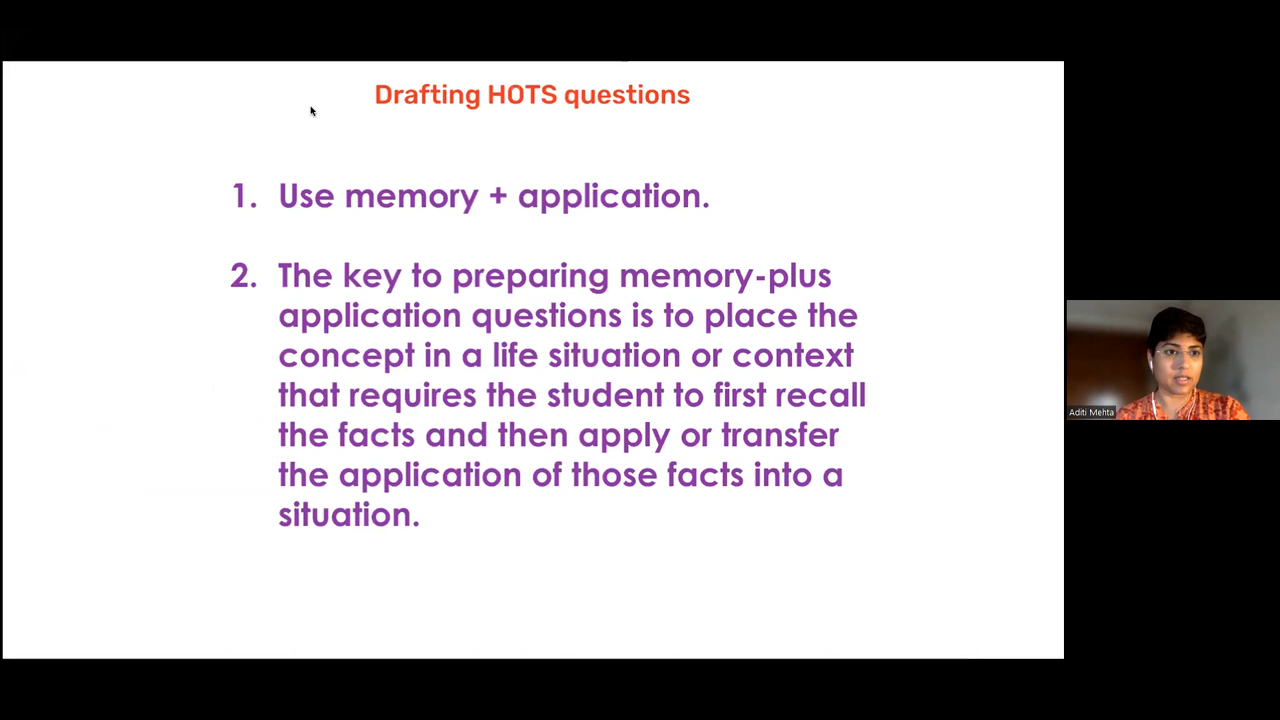 Drafting HOTS questions
1. Use memory + application.
2. The key to preparing memory-plus
application questions is to place the
concept in a life situation or context
that requires the student to first recall
the facts and then apply or transfer
the application of those facts into a
situation.
Aditi Mehta